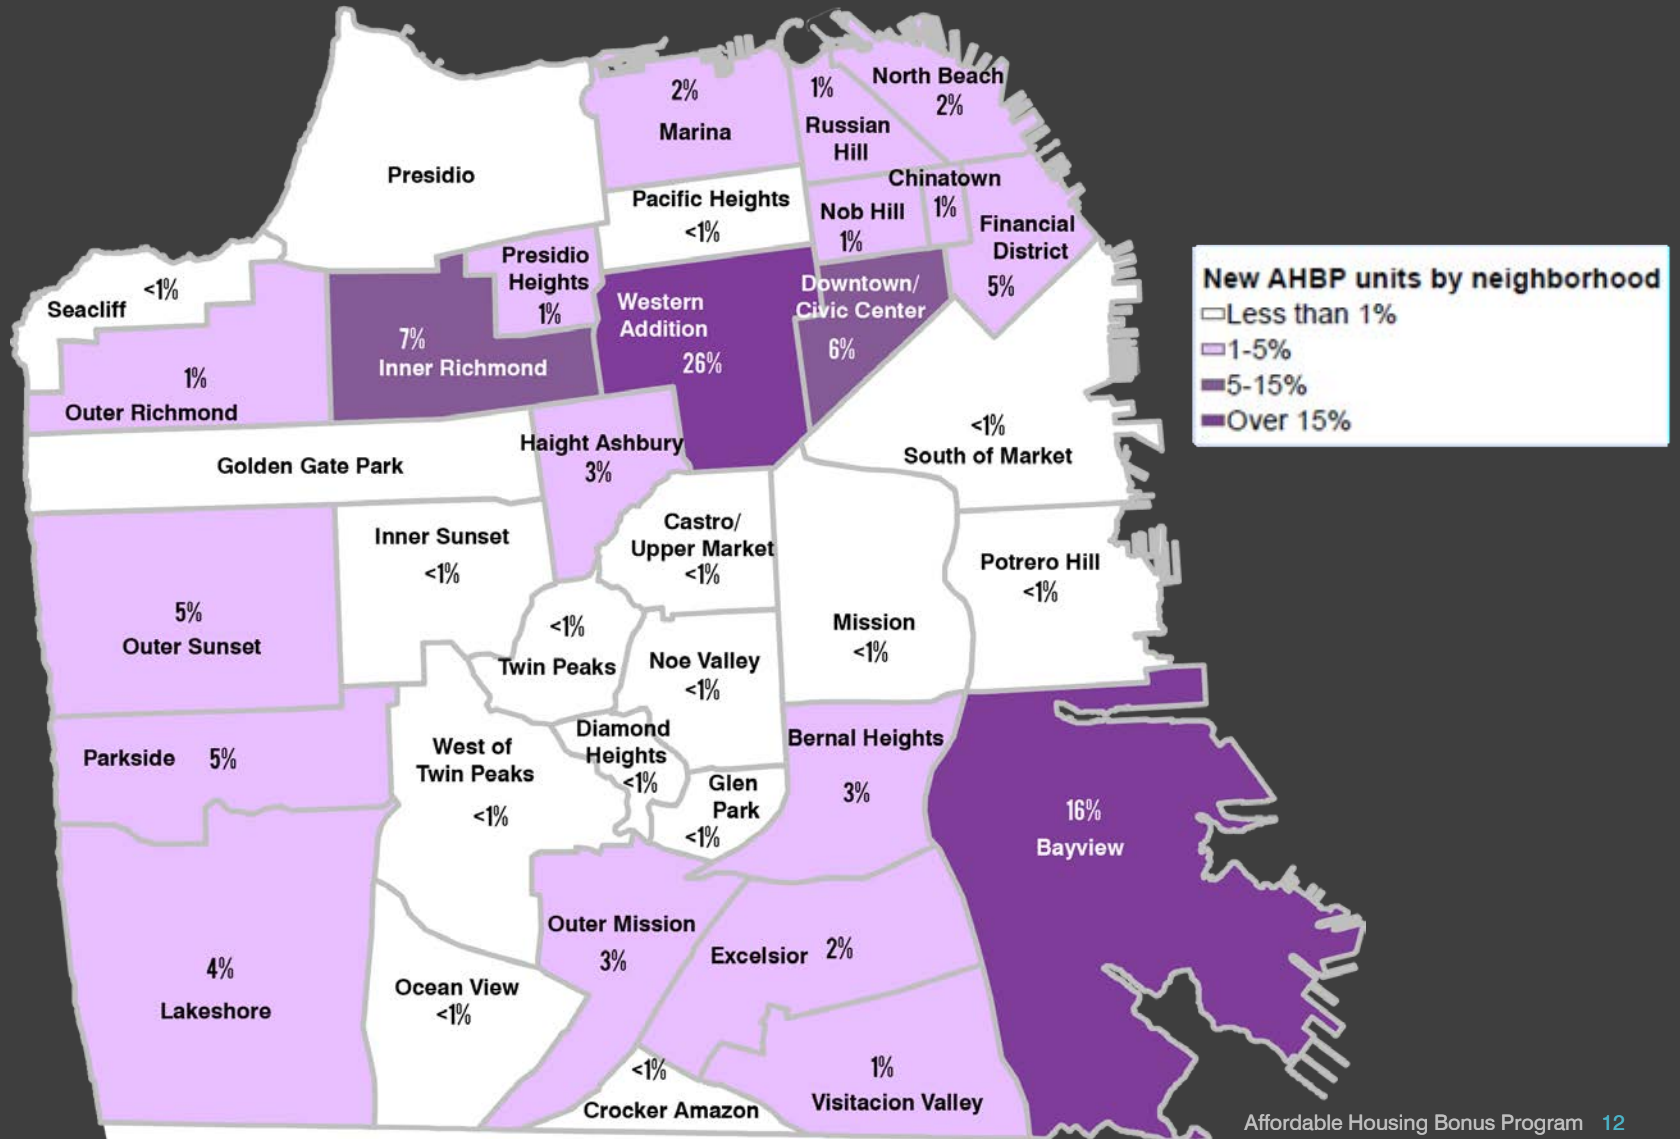 2%
Marina
1%
Russian
Hill
North Beach
2%
Presidio
Pacific Heights
<1%
Nob Hill
1%
Chinatown
1%
Financial
District
5%
Seacliff
<1%
Presidio
Heights
1%
Western
Addition
26%
Downtown/
Civic Center
6%
7%
Inner Richmond
1%
Outer Richmond
Golden Gate Park
Haight Ashbury
3%
<1%
South of Market
Inner Sunset
<1%
Castro/
Upper Market
<1%
Potrero Hill
<1%
5%
Outer Sunset
<1%
Twin Peaks
Noe Valley
<1%
Mission
<1%
Parkside 5%
West of
Twin Peaks
<1%
Diamond
Heights
<1%
Glen
Park
<1%
Bernal Heights
3%
16%
Bayview
4%
Lakeshore
Ocean View
<1%
Outer Mission
3%
Excelsior 2%
<1%
Crocker Amazon
1%
Visitacion Valley
New AHBP units by neighborhood
Less than 1%
1-5%
5-15%
Over 15%
Affordable Housing Bonus Program 12